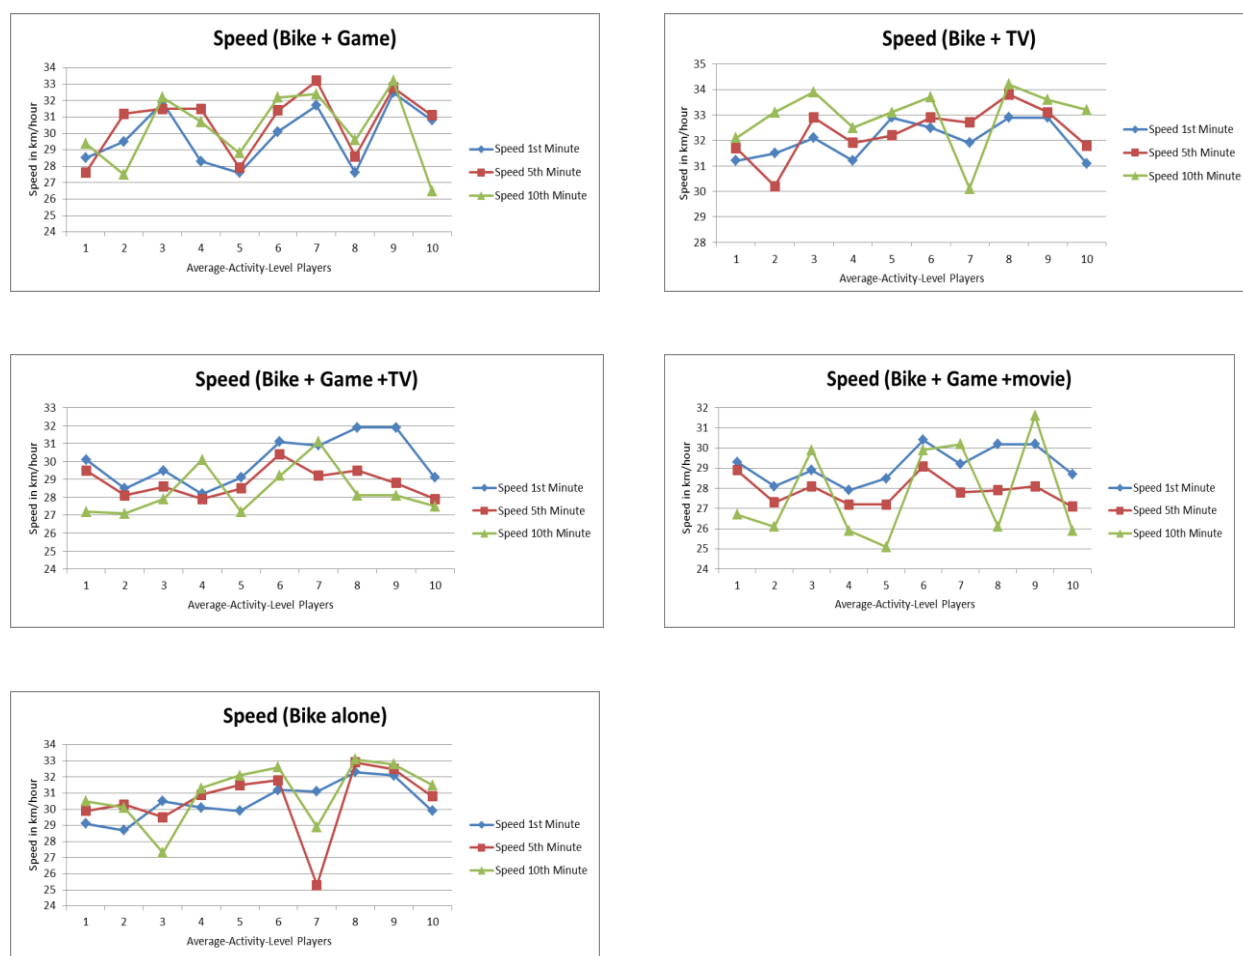 Speed (Bike + Game)
34
33
32
31
30
29
28
27
26
25
24
Speed in km/hour
1 2 3 4 5 6 7 8 9 10
Average-Activity-Level Players
Speed 1st Minute
Speed 5th Minute
Speed 10th Minute
Speed (Bike + TV)
35
34
33
32
31
30
29
28
Speed in km/hour
1 2 3 4 5 6 7 8 9 10
Average-Activity-Level Players
Speed 1st Minute
Speed 5th Minute
Speed 10th Minute
Speed (Bike + Game +TV)
33
32
31
30
29
28
27
26
25
24
Speed in km/hour
1 2 3 4 5 6 7 8 9 10
Average-Activity-Level Players
Speed 1st Minute
Speed 5th Minute
Speed 10th Minute
Speed (Bike + Game +movie)
32
31
30
29
28
27
26
25
24
Speed in km/hour
1 2 3 4 5 6 7 8 9 10
Average-Activity-Level Players
Speed 1st Minute
Speed 5th Minute
Speed 10th Minute
Speed (Bike alone)
34
33
32
31
30
29
28
27
26
25
24
Speed in km/hour
1 2 3 4 5 6 7 8 9 10
Average-Activity-Level Players
Speed 1st Minute
Speed 5th Minute
Speed 10th Minute